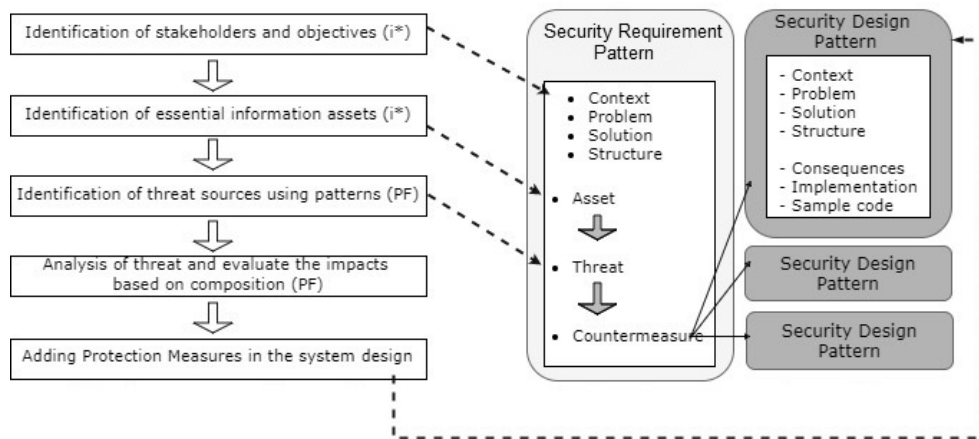 Identification of stakeholders and objectives (i*)
Identification of essential information assets (i*)
Identification of threat sources using patterns (PF)
Analysis of threat and evaluate the impacts
based on composition (PF)
Adding Protection Measures in the system design
Security Requirement
Pattern
• Context
• Problem
• Solution
• Structure
• Asset
• Threat
• Countermeasure
Security Design
Pattern
- Context
- Problem
- Solution
- Structure
- Consequences
- Implementation
- Sample code
Security Design
Pattern
Security Design
Pattern